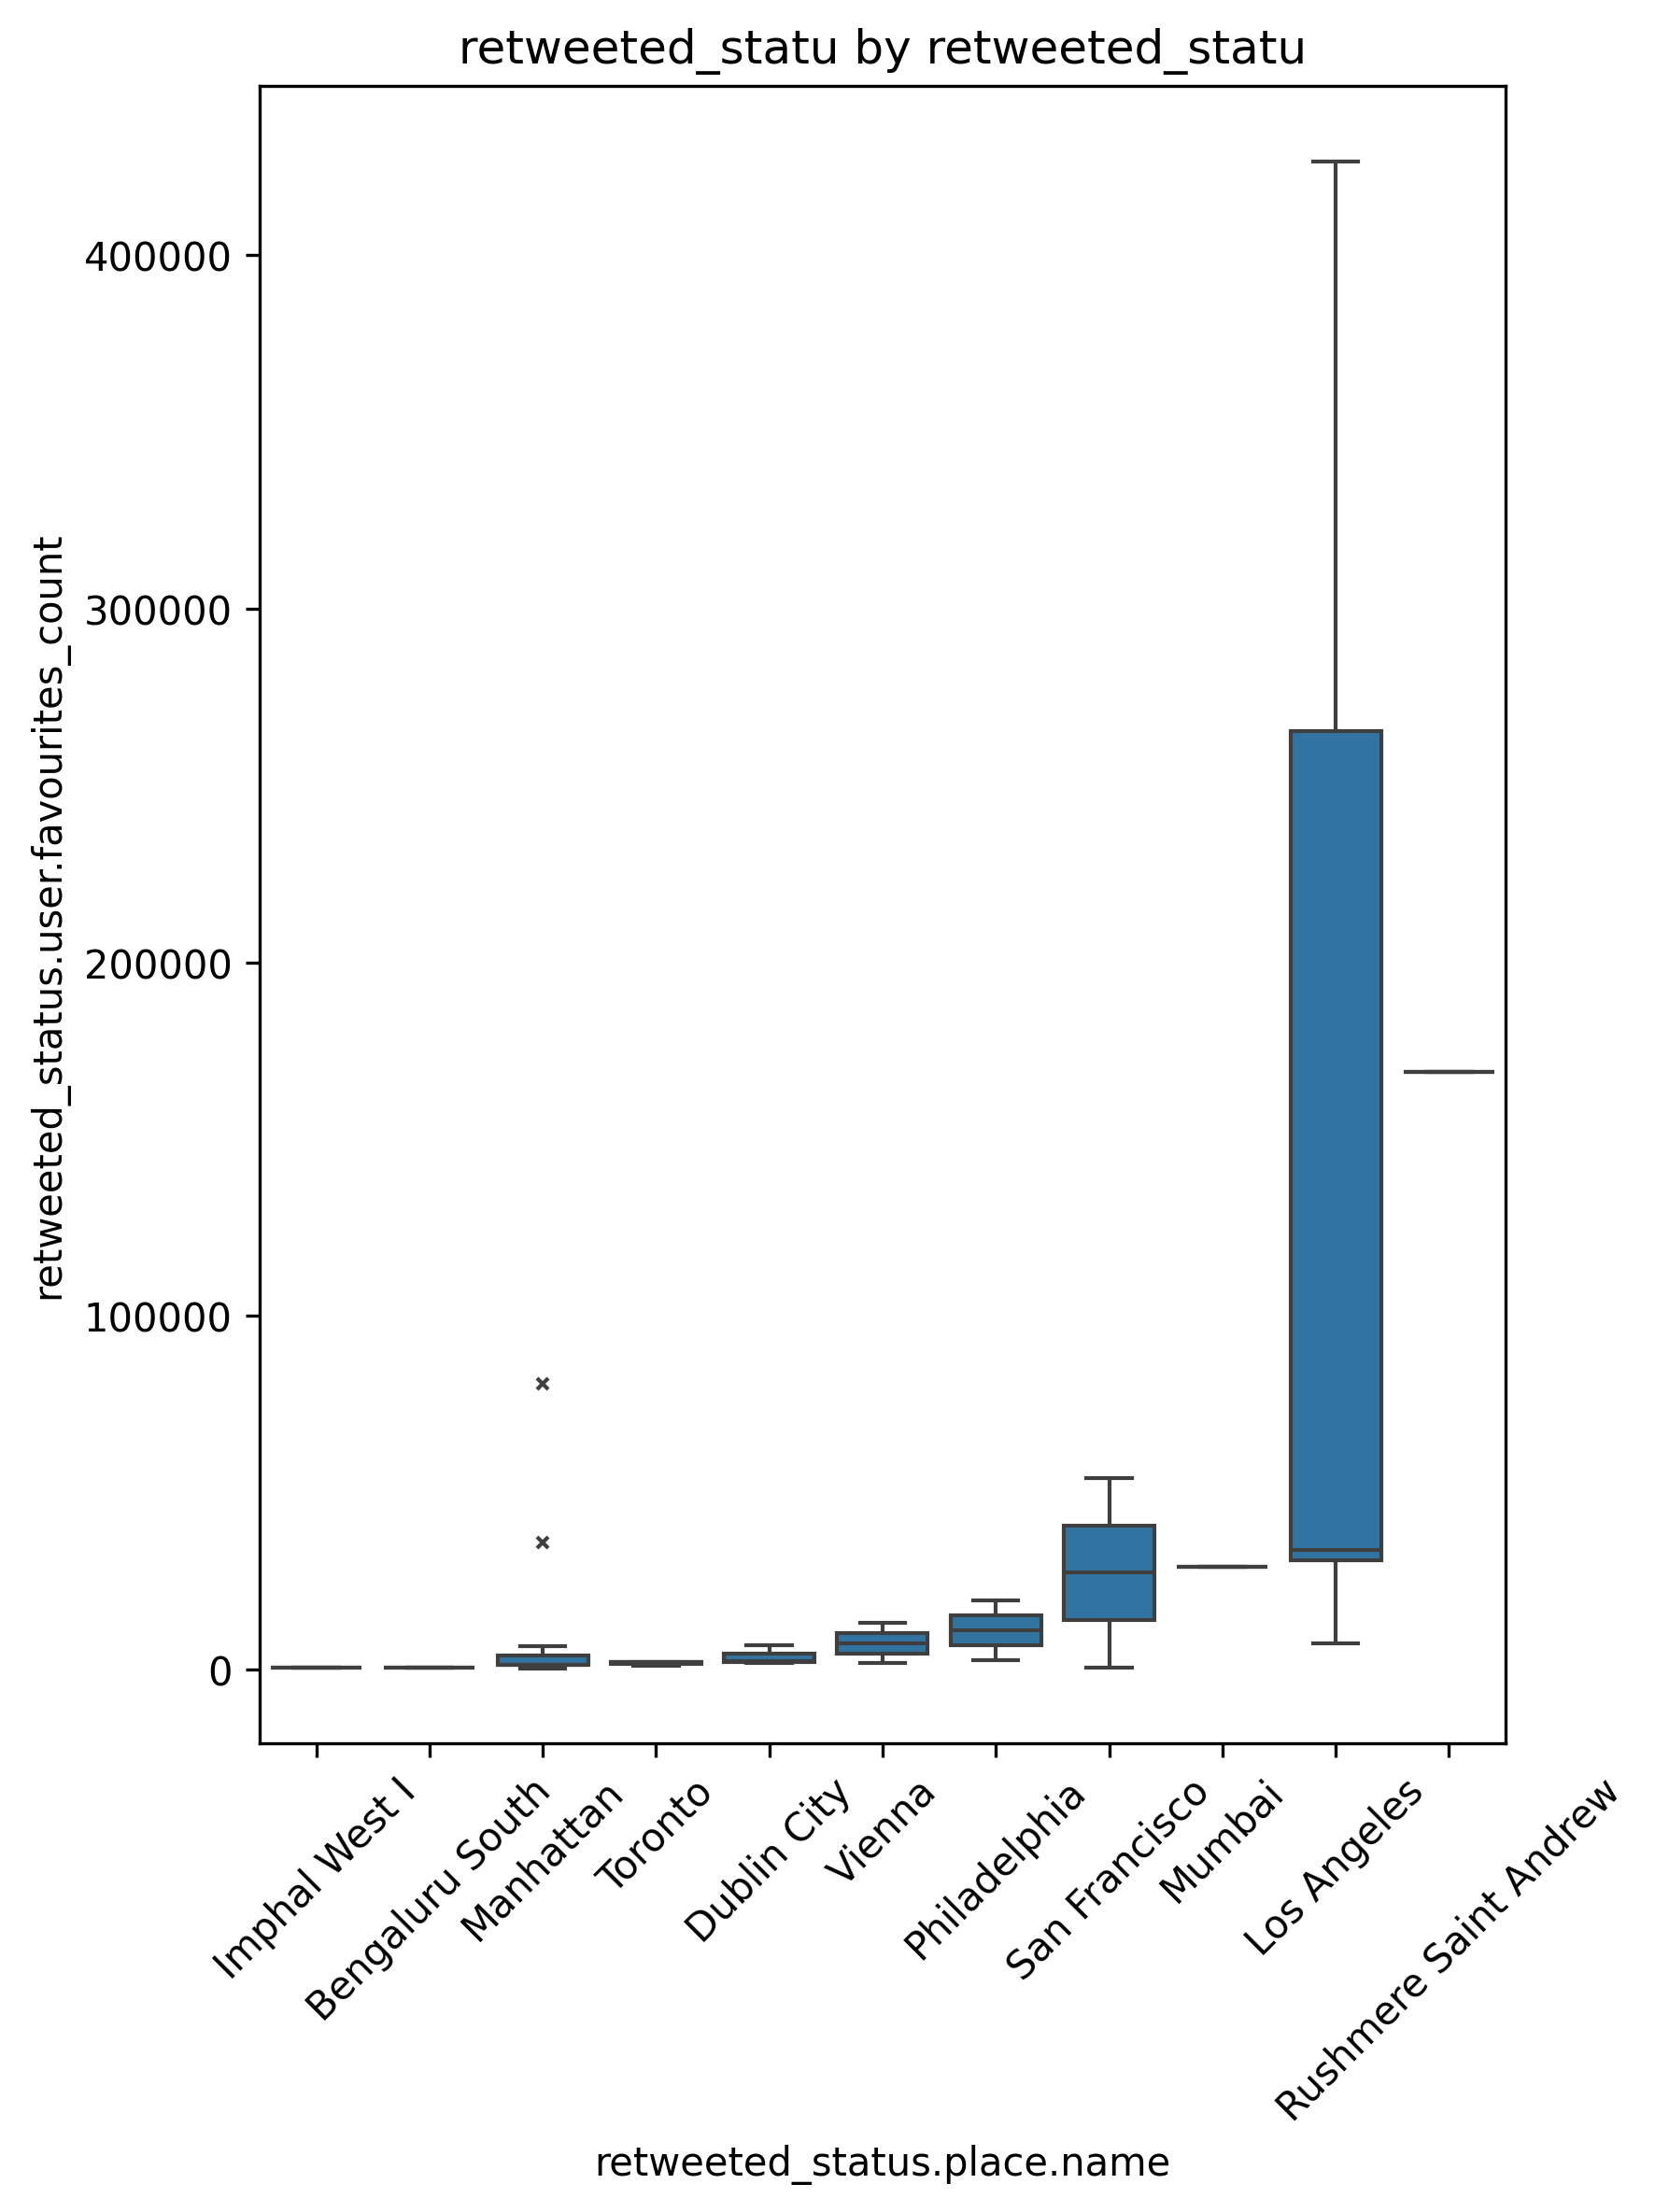 retweeted_statu by retweeted_statu
retweeted_status.user.favourites_count
400000
300000
200000
100000
0
Imphal West I
Bengaluru South
Manhattan
Toronto
Dublin City
Vienna
Philadelphia
San Francisco
Mumbai
Los Angeles
Rushmere Saint Andrew
retweeted_status.place.name